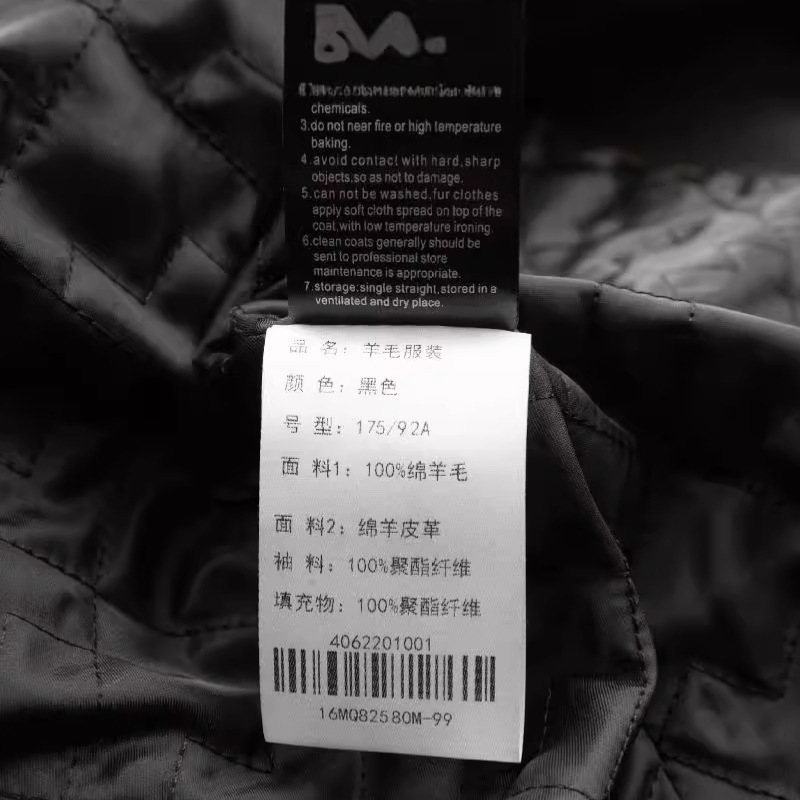 chemicals.
3.do not near fire or high temperature
baking.
4.avoid contact with hard,sharp
objects,so as not to damage.
5.can not be washed.fur clothes
apply soft cloth spread on top of the
coat,with low temperature ironing.
6.clean coats generally should be
sent to professional store
maintenance is appropriate.
7.storage:single straight,stored in a
ventilated and dry place.
品 名: 羊毛服装
颜 色: 黑色
号 型: 175/92A
面 料1: 100%绵羊毛
面 料2: 绵羊皮革
袖 料: 100%聚酯纤维
填充物: 100%聚酯纤维
4062201001
16MQ82580M-99